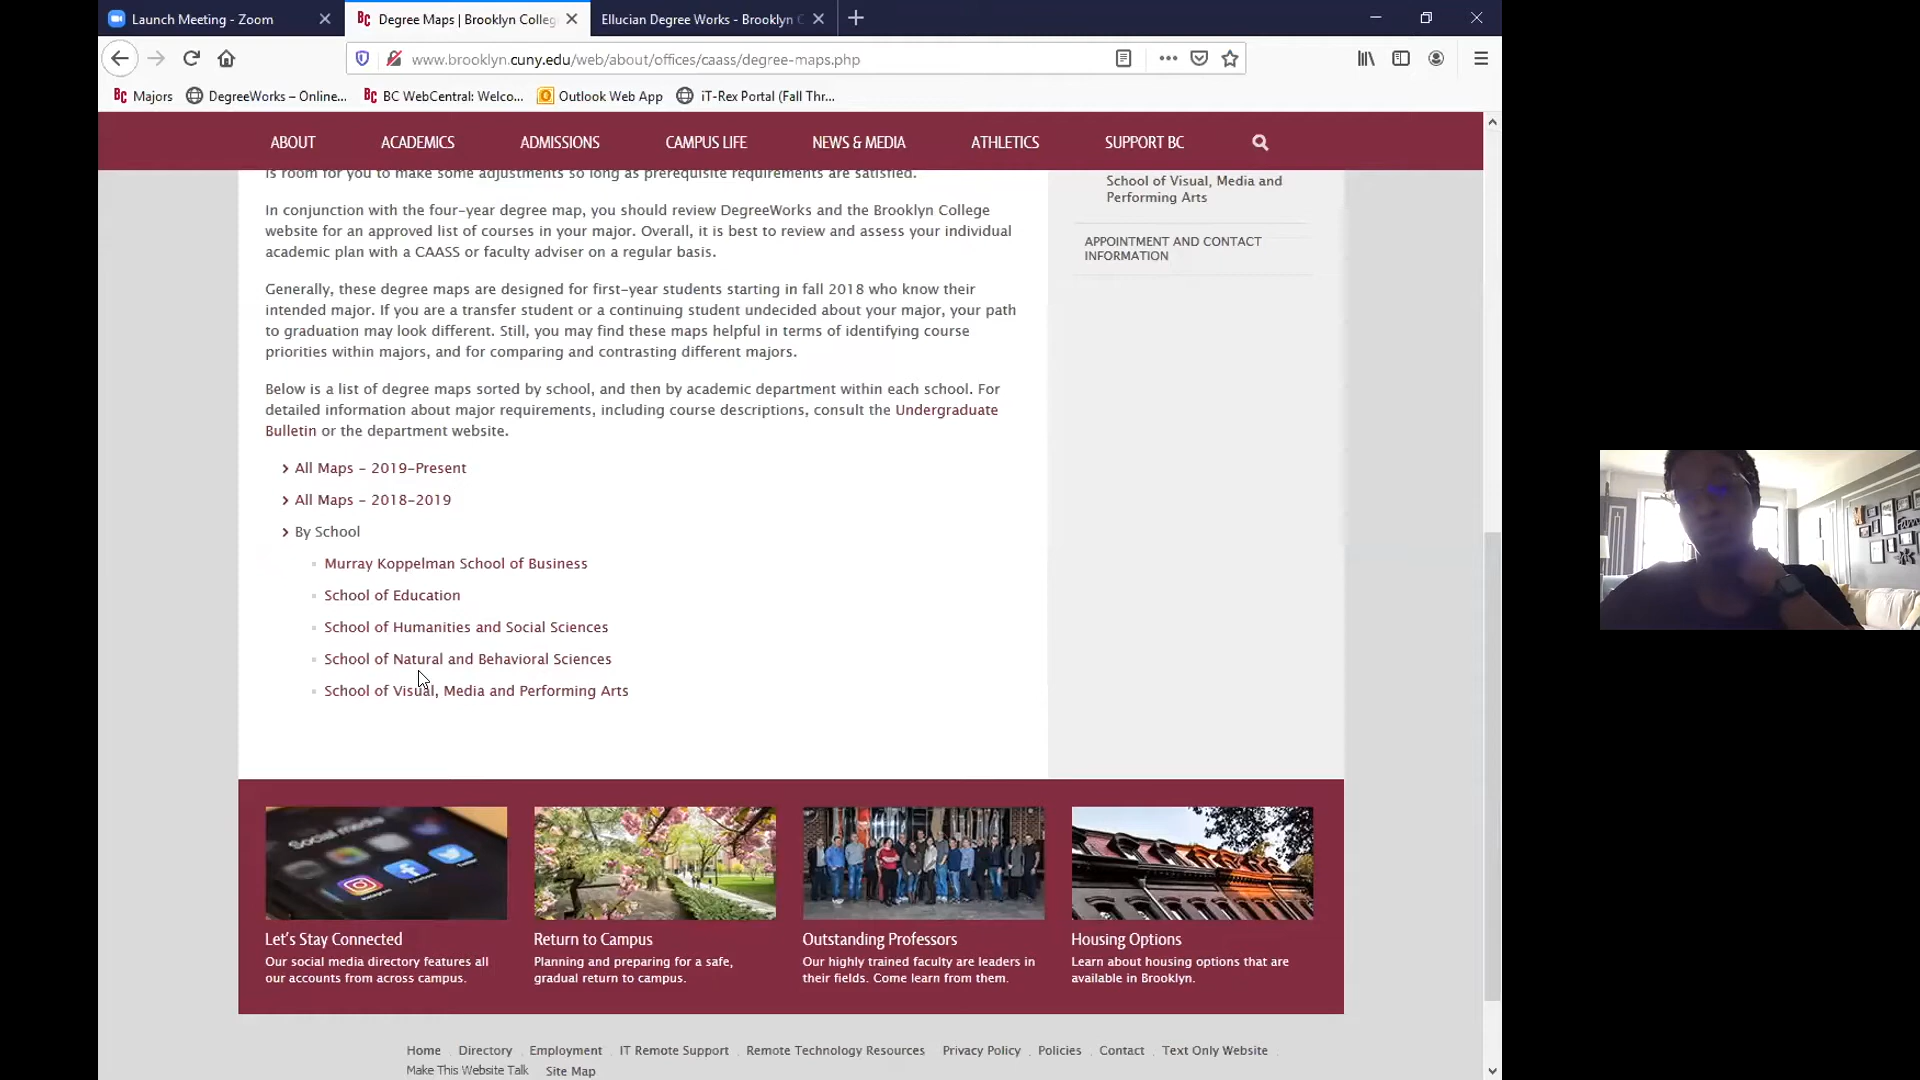 Launch Meeting - Zoom
Degree Maps | Brooklyn College
Ellucian Degree Works - Brooklyn C
www.brooklyn.cuny.edu/web/about/offices/caass/degree-maps.php
BC Majors
DegreeWorks – Online...
BC BC WebCentral: Welco...
Outlook Web App
iT-Rex Portal (Fall Thr...
ABOUT
ACADEMICS
ADMISSIONS
CAMPUS LIFE
NEWS & MEDIA
ATHLETICS
SUPPORT BC
is room for you to make some adjustments so long as prerequisite requirements are satisfied.
In conjunction with the four-year degree map, you should review DegreeWorks and the Brooklyn College
website for an approved list of courses in your major. Overall, it is best to review and assess your individual
academic plan with a CAASS or faculty adviser on a regular basis.
Generally, these degree maps are designed for first-year students starting in fall 2018 who know their
intended major. If you are a transfer student or a continuing student undecided about your major, your path
to graduation may look different. Still, you may find these maps helpful in terms of identifying course
priorities within majors, and for comparing and contrasting different majors.
Below is a list of degree maps sorted by school, and then by academic department within each school. For
detailed information about major requirements, including course descriptions, consult the Undergraduate
Bulletin or the department website.
All Maps – 2019–Present
All Maps – 2018–2019
By School
Murray Koppelman School of Business
School of Education
School of Humanities and Social Sciences
School of Natural and Behavioral Sciences
School of Visual, Media and Performing Arts
School of Visual, Media and
Performing Arts
APPOINTMENT AND CONTACT
INFORMATION
Social media
Let's Stay Connected
Our social media directory features all
our accounts from across campus.
Return to Campus
Planning and preparing for a safe,
gradual return to campus.
Outstanding Professors
Our highly trained faculty are leaders in
their fields. Come learn from them.
Housing Options
Learn about housing options that are
available in Brooklyn.
Home
Directory
Employment
IT Remote Support
Remote Technology Resources
Privacy Policy
Policies
Contact
Text Only Website
Make This Website Talk
Site Map